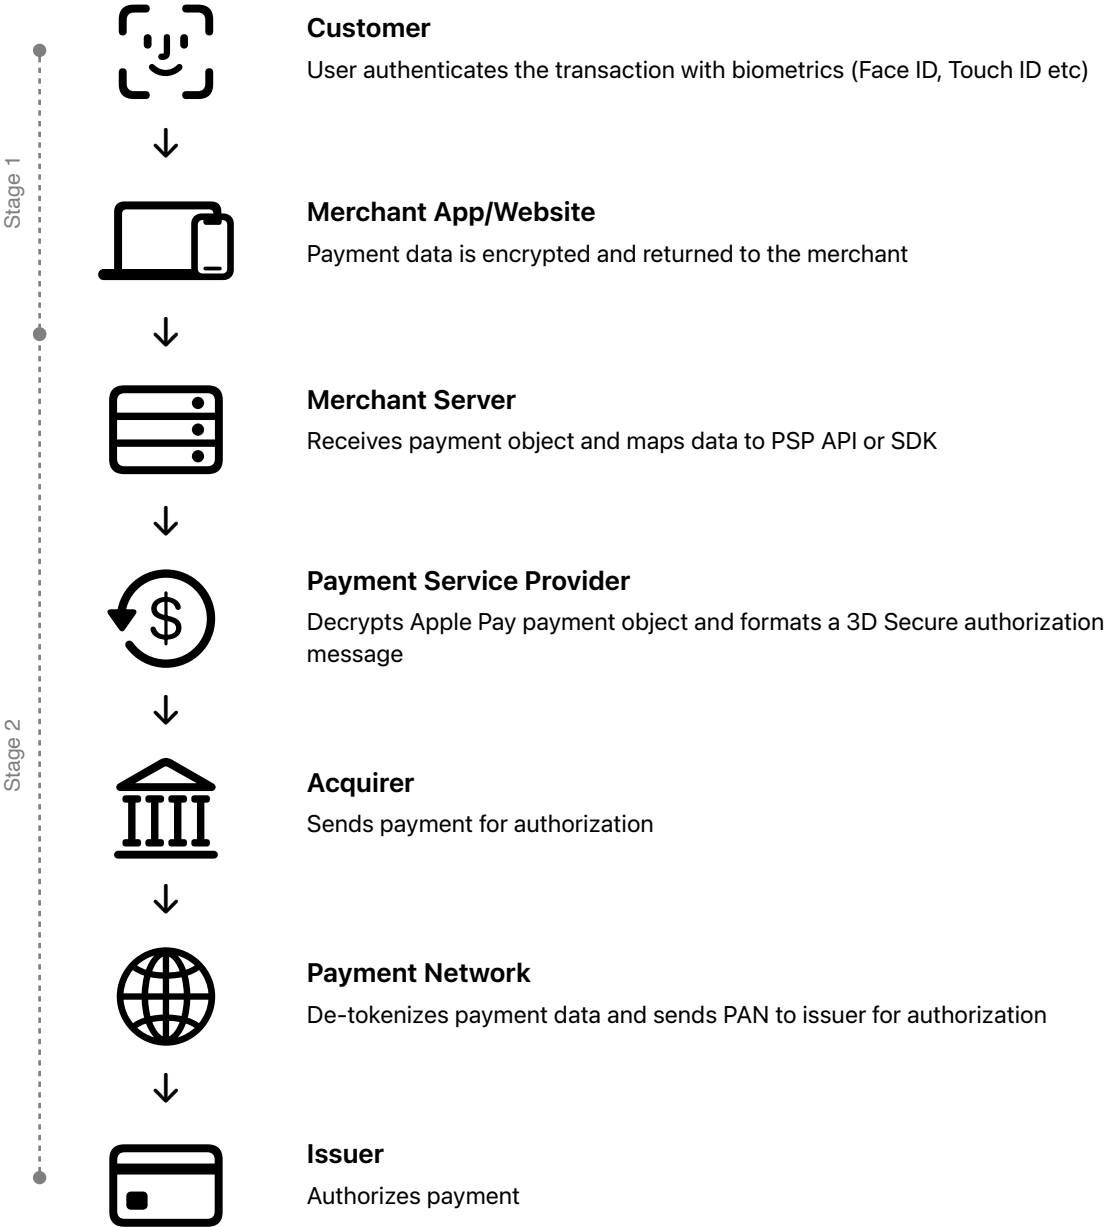 Customer
User authenticates the transaction with biometrics (Face ID, Touch ID etc)
Stage 1
Merchant App/Website
Payment data is encrypted and returned to the merchant
Merchant Server
Receives payment object and maps data to PSP API or SDK
Payment Service Provider
Decrypts Apple Pay payment object and formats a 3D Secure authorization
message
Stage 2
Acquirer
Sends payment for authorization
Payment Network
De-tokenizes payment data and sends PAN to issuer for authorization
Issuer
Authorizes payment